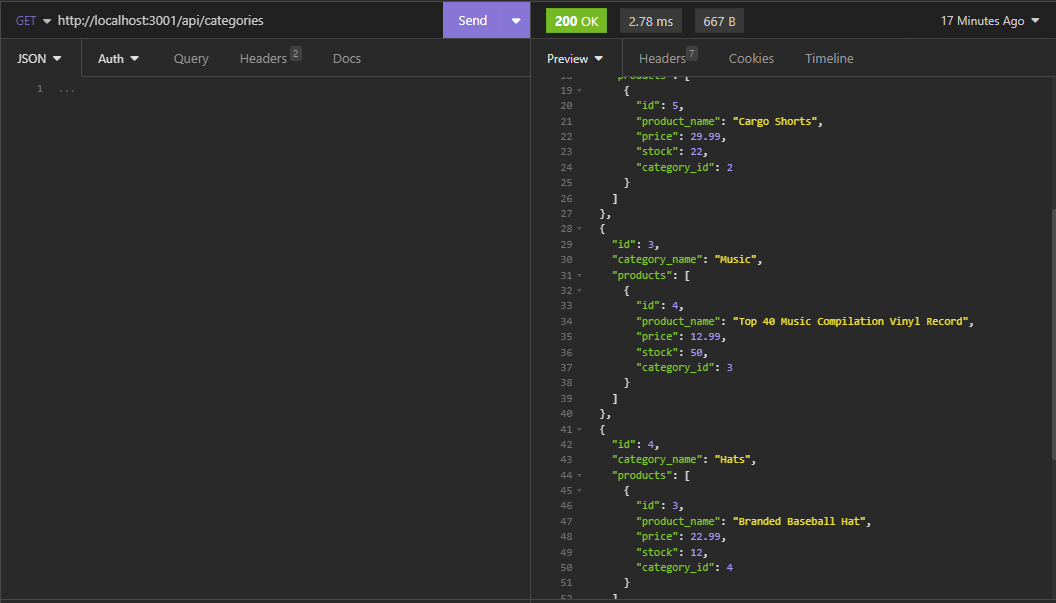 GET http://localhost:3001/api/categories Send
200 OK 2.78 ms 667 B 17 Minutes Ago
JSON Auth Query Headers 2 Docs
Preview Headers 7 Cookies Timeline
1 ...
18 "products": [
19 {
20 "id": 5,
21 "product_name": "Cargo Shorts",
22 "price": 29.99,
23 "stock": 22,
24 "category_id": 2
25 }
26 ]
27 },
28 {
29 "id": 3,
30 "category_name": "Music",
31 "products": [
32 {
33 "id": 4,
34 "product_name": "Top 40 Music Compilation Vinyl Record",
35 "price": 12.99,
36 "stock": 50,
37 "category_id": 3
38 }
39 ]
40 },
41 {
42 "id": 4,
43 "category_name": "Hats",
44 "products": [
45 {
46 "id": 3,
47 "product_name": "Branded Baseball Hat",
48 "price": 22.99,
49 "stock": 12,
50 "category_id": 4
51 }
52 ]